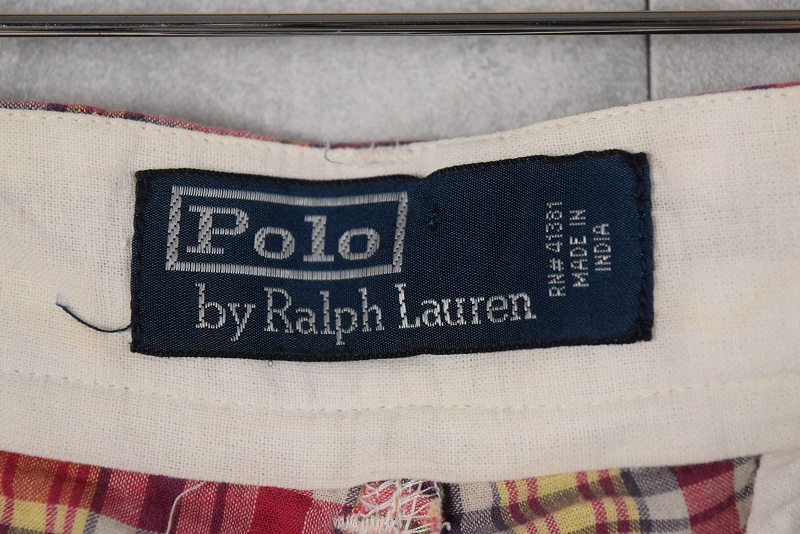 Polo
by Ralph Lauren
RN# 41381
MADE IN
INDIA